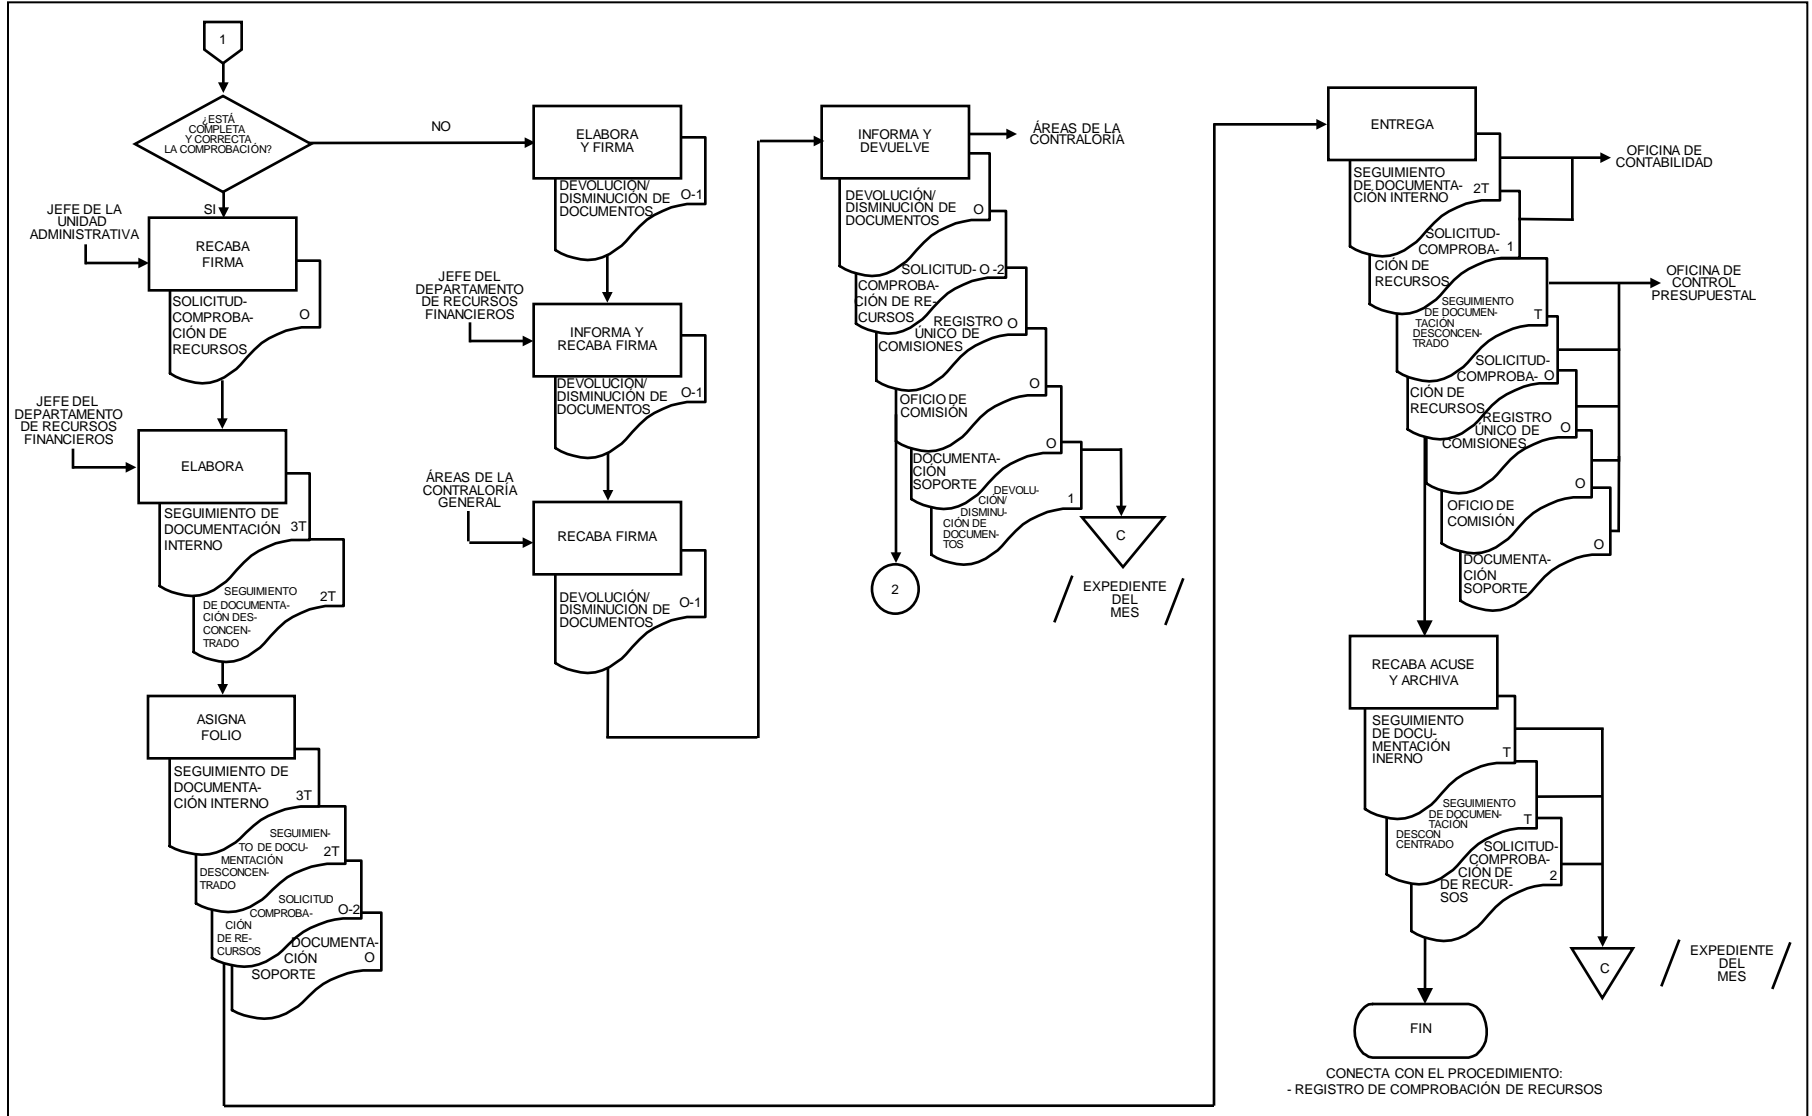 1
¿ESTÁ
COMPLETA
Y CORRECTA
LA COMPROBACIÓN?
NO
SI
JEFE DE LA
UNIDAD
ADMINISTRATIVA
RECABA
FIRMA
SOLICITUD-
COMPROBA-
CIÓN DE
RECURSOS
O
JEFE DEL
DEPARTAMENTO
DE RECURSOS
FINANCIEROS
ELABORA
SEGUIMIENTO DE
DOCUMENTACIÓN
INTERNO
3T
SEGUIMIENTO
DE DOCUMENTA-
CIÓN DES-
CONCEN-
TRADO
2T
ASIGNA
FOLIO
SEGUIMIENTO DE
DOCUMENTA-
CIÓN INTERNO
3T
SEGUIMIEN-
TO DE DOCU-
MENTACIÓN
DESCONCEN-
TRADO
2T
SOLICITUD
COMPROBA-
CIÓN
DE RE-
CURSOS
O-2
DOCUMENTA-
CIÓN
SOPORTE
O
ELABORA
Y FIRMA
DEVOLUCIÓN/
DISMINUCIÓN DE
DOCUMENTOS
O-1
JEFE DEL
DEPARTAMENTO
DE RECURSOS
FINANCIEROS
INFORMA Y
RECABA FIRMA
DEVOLUCIÓN/
DISMINUCIÓN DE
DOCUMENTOS
O-1
ÁREAS DE LA
CONTRALORÍA
GENERAL
RECABA FIRMA
DEVOLUCIÓN/
DISMINUCIÓN DE
DOCUMENTOS
O-1
INFORMA Y
DEVUELVE
ÁREAS DE LA
CONTRALORÍA
DEVOLUCIÓN/
DISMINUCIÓN DE
DOCUMENTOS
O
SOLICITUD-
COMPROBA-
CIÓN DE RE-
CURSOS
O -2
REGISTRO
ÚNICO DE
COMISIONES
O
OFICIO DE
COMISIÓN
O
DOCUMENTA-
CIÓN
SOPORTE
O
DEVOLU-
CIÓN/
DISMINU-
CIÓN DE
DOCUMEN-
TOS
1
2
C
EXPEDIENTE
DEL
MES
ENTREGA
OFICINA DE
CONTABILIDAD
SEGUIMIENTO
DE DOCUMENTA-
CIÓN INTERNO
2T
SOLICITUD-
COMPROBA-
CIÓN DE
RECURSOS
1
OFICINA DE
CONTROL
PRESUPUESTAL
SEGUIMIENTO
DE DOCUMEN-
TACIÓN
DESCONCEN-
TRADO
T
SOLICITUD-
COMPROBA-
CIÓN DE
RECURSOS
O
REGISTRO
ÚNICO DE
COMISIONES
O
OFICIO DE
COMISIÓN
O
DOCUMENTA-
CIÓN
SOPORTE
O
RECABA ACUSE
Y ARCHIVA
SEGUIMIENTO
DE DOCU-
MENTACIÓN
INERNO
T
SEGUIMIENTO
DE DOCUMEN-
TACIÓN
DESCON
CENTRADO
T
SOLICITUD-
COMPROBA-
CIÓN DE
DE RECUR-
SOS
2
C
EXPEDIENTE
DEL
MES
FIN
CONECTA CON EL PROCEDIMIENTO:
- REGISTRO DE COMPROBACIÓN DE RECURSOS